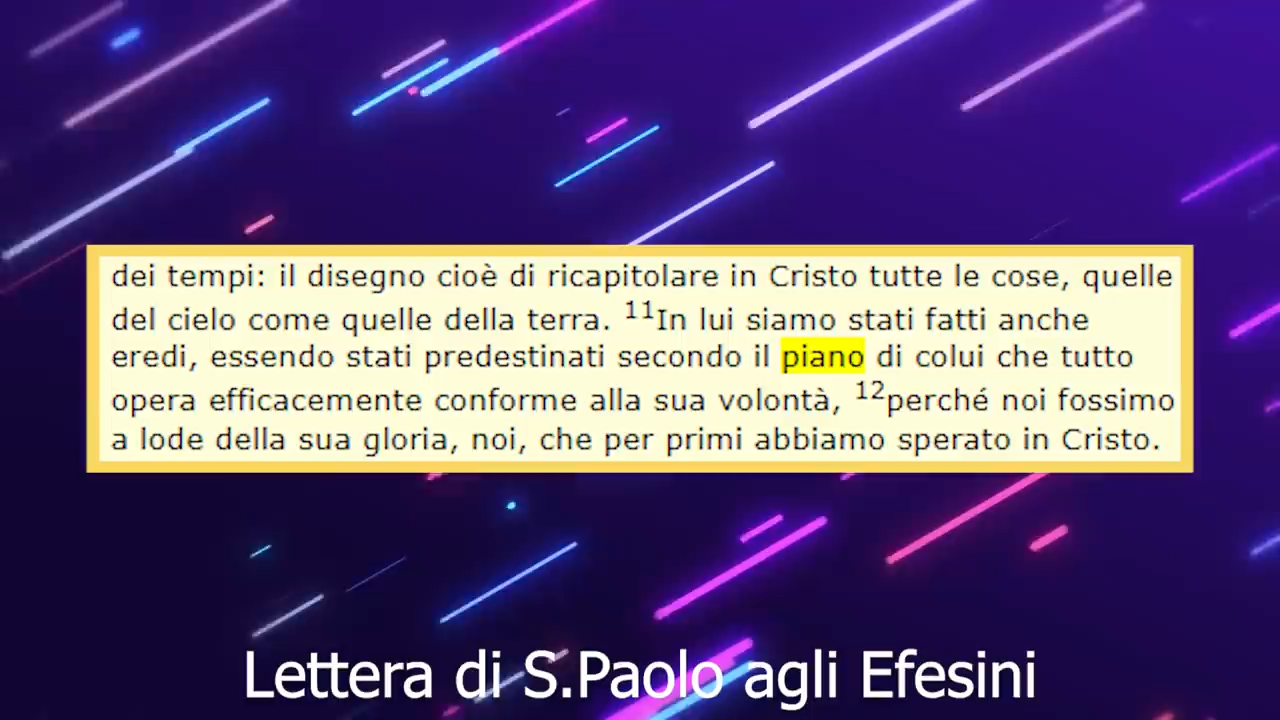 dei tempi: il disegno cioè di ricapitolare in Cristo tutte le cose, quelle
del cielo come quelle della terra. ¹¹In lui siamo stati fatti anche
eredi, essendo stati predestinati secondo il piano di colui che tutto
opera efficacemente conforme alla sua volontà, ¹²perché noi fossimo
a lode della sua gloria, noi, che per primi abbiamo sperato in Cristo.
Lettera di S.Paolo agli Efesini